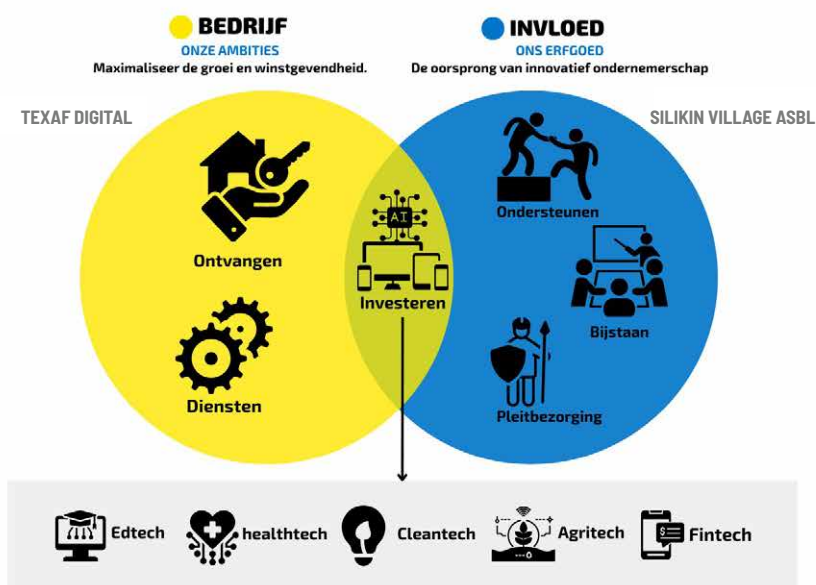 BEDRIJF
ONZE AMBITIES
Maximaliseer de groei en winstgevendheid.
INVLOED
ONS ERFGOED
De oorsprong van innovatief ondernemerschap
TEXAF DIGITAL
SILIKIN VILLAGE ASBL
Ontvangen
Diensten
AI
Investeren
Ondersteunen
Bijstaan
Pleitbezorging
Edtech
healthtech
Cleantech
Agritech
$
Fintech